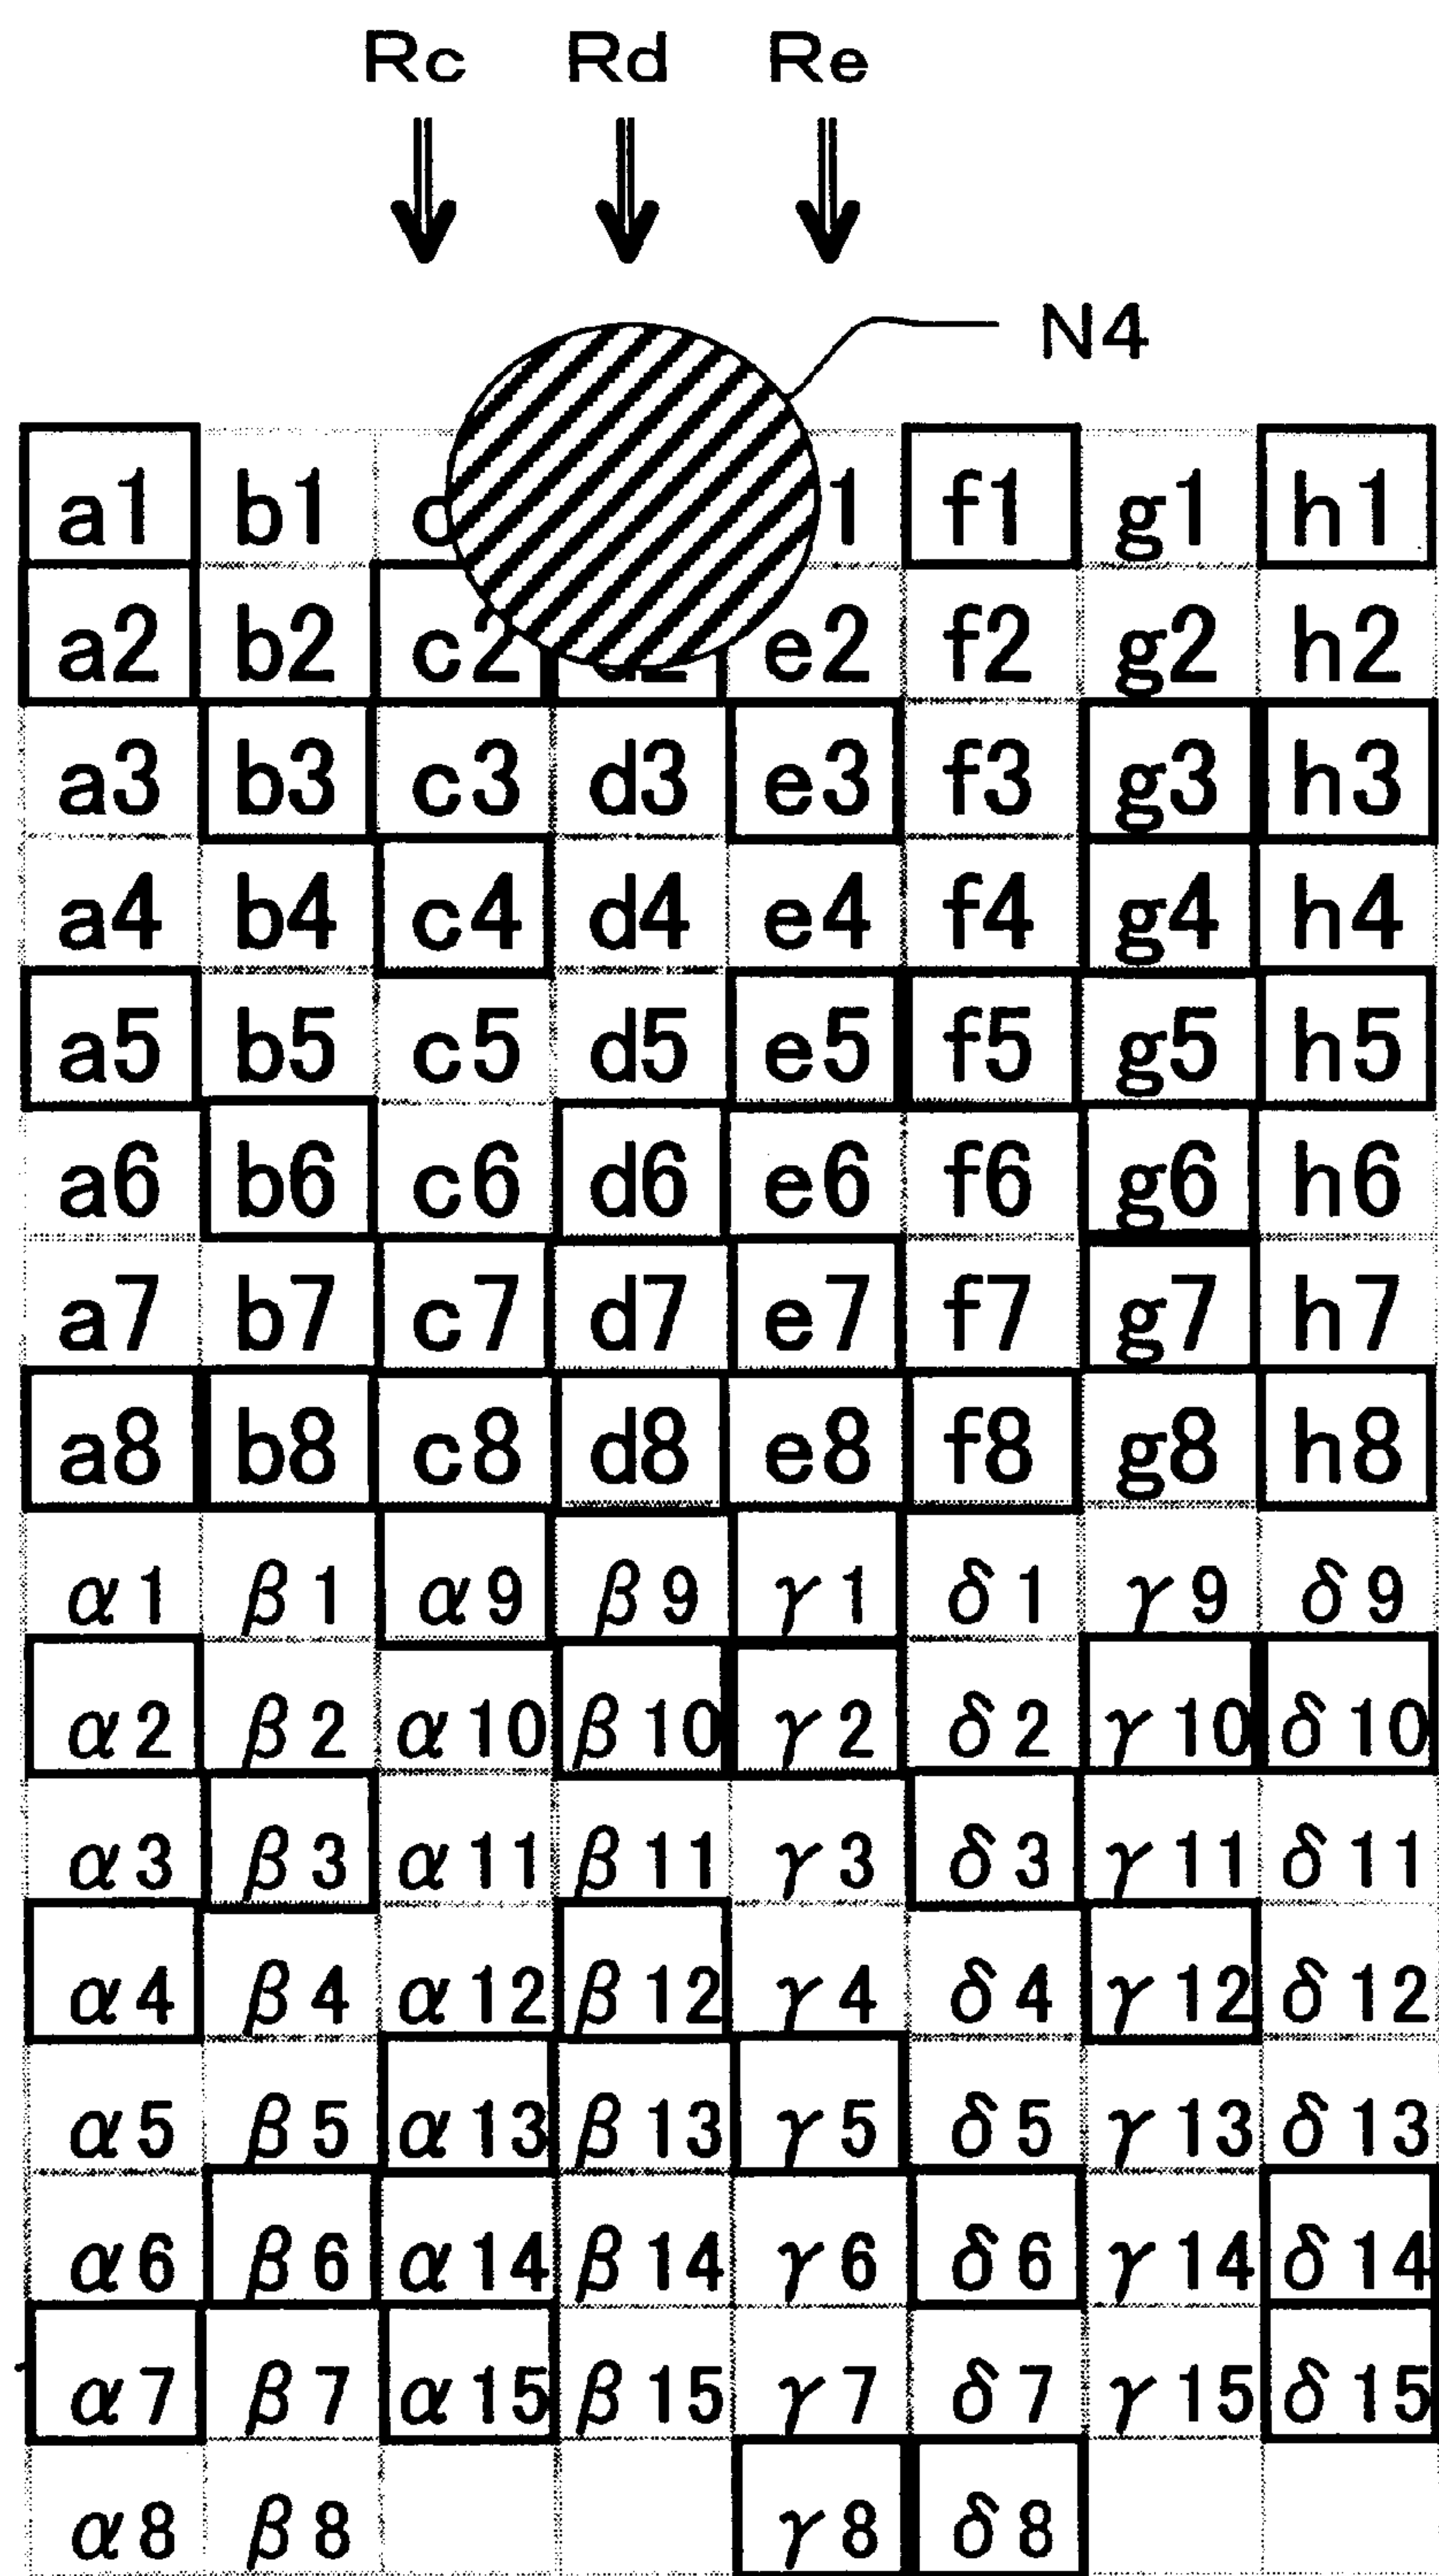 Rc Rd Re
N4
a1 b1 1 f1 g1 h1
a2 b2 c2 e2 f2 g2 h2
a3 b3 c3 d3 e3 f3 g3 h3
a4 b4 c4 d4 e4 f4 g4 h4
a5 b5 c5 d5 e5 f5 g5 h5
a6 b6 c6 d6 e6 f6 g6 h6
a7 b7 c7 d7 e7 f7 g7 h7
a8 b8 c8 d8 e8 f8 g8 h8
α1 β1 α9 β9 γ1 δ1 γ9 δ9
α2 β2 α10 β10 γ2 δ2 γ10 δ10
α3 β3 α11 β11 γ3 δ3 γ11 δ11
α4 β4 α12 β12 γ4 δ4 γ12 δ12
α5 β5 α13 β13 γ5 δ5 γ13 δ13
α6 β6 α14 β14 γ6 δ6 γ14 δ14
α7 β7 α15 β15 γ7 δ7 γ15 δ15
α8 β8 γ8 δ8